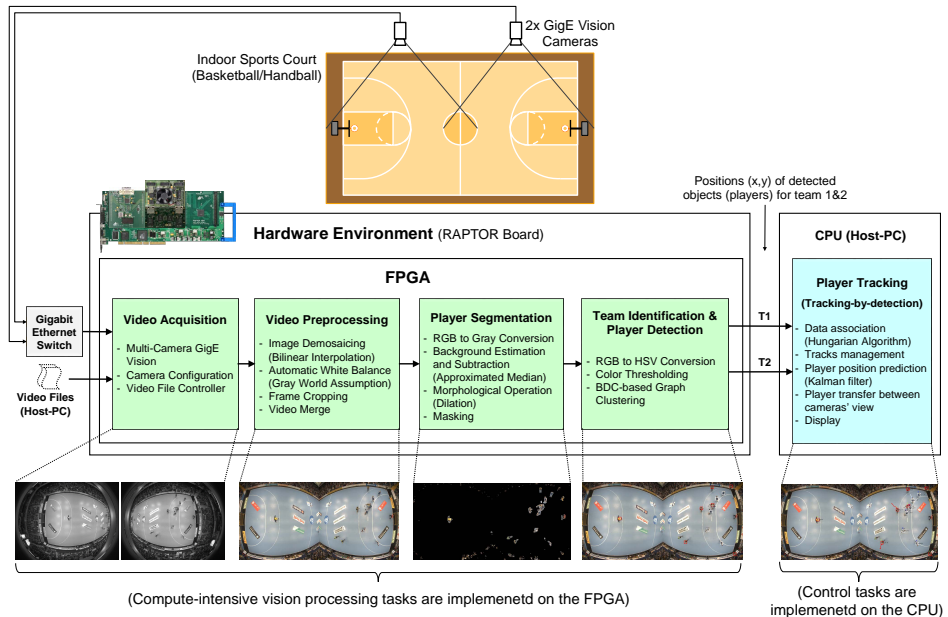 2x GigE Vision
Cameras
Indoor Sports Court
(Basketball/Handball)
Positions (x,y) of detected
objects (players) for team 1&2
Hardware Environment (RAPTOR Board)
CPU (Host-PC)
FPGA
Gigabit
Ethernet
Switch
Video Files
(Host-PC)
Video Acquisition
- Multi-Camera GigE
Vision
- Camera Configuration
- Video File Controller
Video Preprocessing
- Image Demosaicing
(Bilinear Interpolation)
- Automatic White Balance
(Gray World Assumption)
- Frame Cropping
- Video Merge
Player Segmentation
- RGB to Gray Conversion
- Background Estimation
and Subtraction
(Approximated Median)
- Morphological Operation
(Dilation)
- Masking
Team Identification &
Player Detection
- RGB to HSV Conversion
- Color Thresholding
- BDC-based Graph
Clustering
T1
T2
Player Tracking
(Tracking-by-detection)
- Data association
(Hungarian Algorithm)
- Tracks management
- Player position prediction
(Kalman filter)
- Player transfer between
cameras' view
- Display
(Compute-intensive vision processing tasks are implemenetd on the FPGA)
(Control tasks are
implemenetd on the CPU)